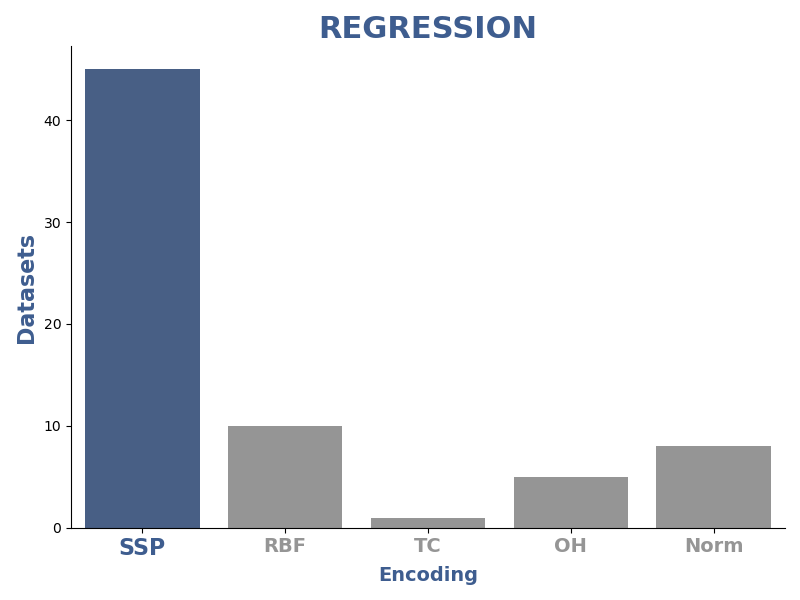 REGRESSION
Datasets
40
30
20
10
0
SSP RBF TC OH Norm
Encoding